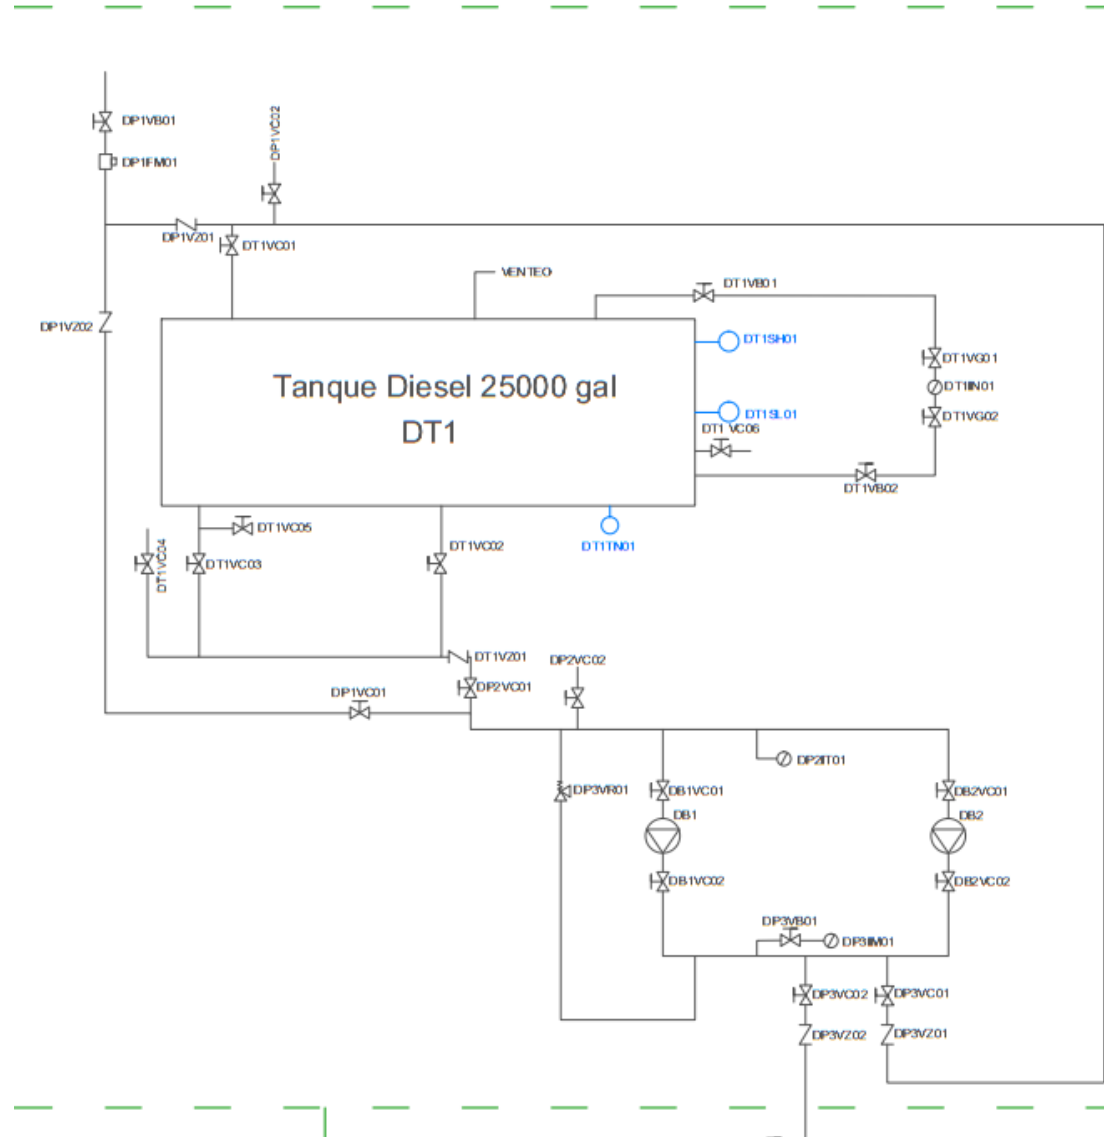 DP1VB01
DP1VC02
DP1FM01
DP1VZ01
DT1VC01
VENTEO
DT1VB01
DP1VZ02
DT1SH01
DT1VG01
Tanque Diesel 25000 gal
DT1IN01
DT1
DT1SL01
DT1VG02
DT1 VC06
DT1VB02
DT1VC05
DT1VC04
DT1VC03
DT1VC02
DT1TN01
DT1VZ01
DP2VC02
DP2VC01
DP1VC01
DP2IT01
DP3VR01
DB1VC01
DB2VC01
DB1
DB2
DB1VC02
DB2VC02
DP3VB01
DP3IM01
DP3VC02
DP3VC01
DP3VZ02
DP3VZ01